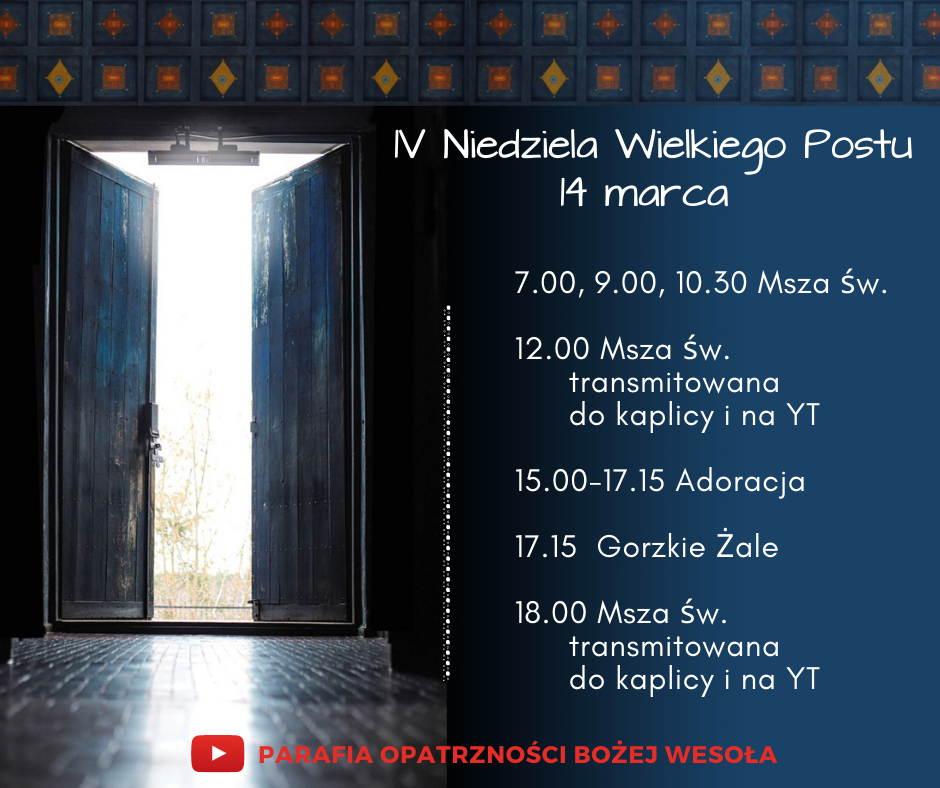 IV Niedziela Wielkiego Postu
14 marca
7.00, 9.00, 10.30 Msza św.
12.00 Msza św.
transmitowana
do kaplicy i na YT
15.00-17.15 Adoracja
17.15 Gorzkie Żale
18.00 Msza św.
transmitowana
do kaplicy i na YT
PARAFIA OPATRZNOŚCI BOŻEJ WESOŁA